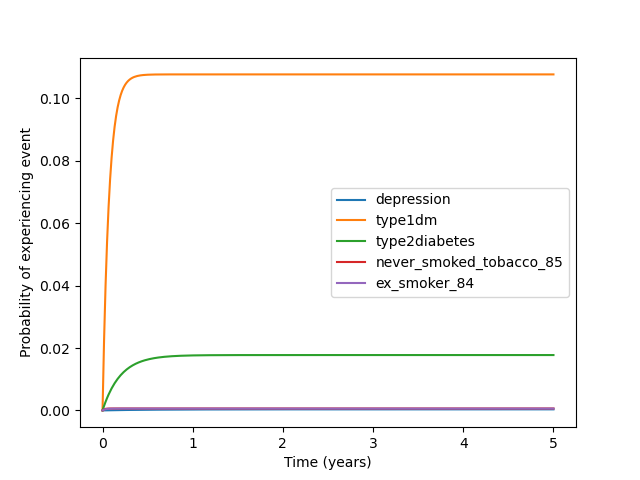 Probability of experiencing event
0.10
0.08
0.06
0.04
0.02
0.00
depression
type1dm
type2diabetes
never_smoked_tobacco_85
ex_smoker_84
0 1 2 3 4 5
Time (years)